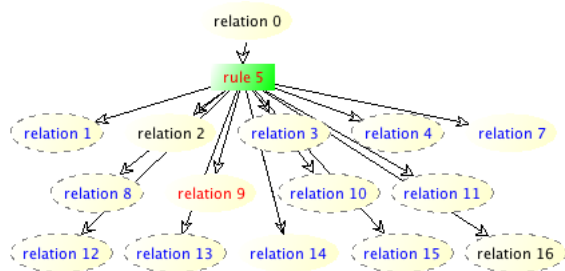 relation 0
rule 5
relation 1 relation 2 relation 3 relation 4 relation 7
relation 8 relation 9 relation 10 relation 11
relation 12 relation 13 relation 14 relation 15 relation 16